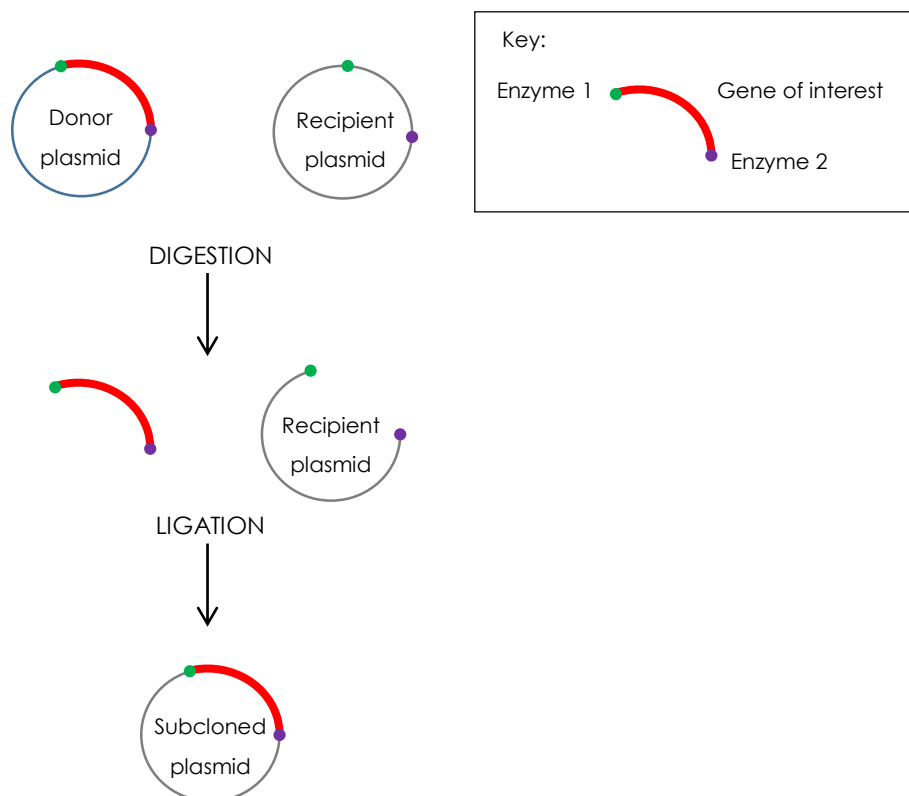 Key:
Enzyme 1
Gene of interest
Enzyme 2
Donor
plasmid
Recipient
plasmid
DIGESTION
Recipient
plasmid
LIGATION
Subcloned
plasmid